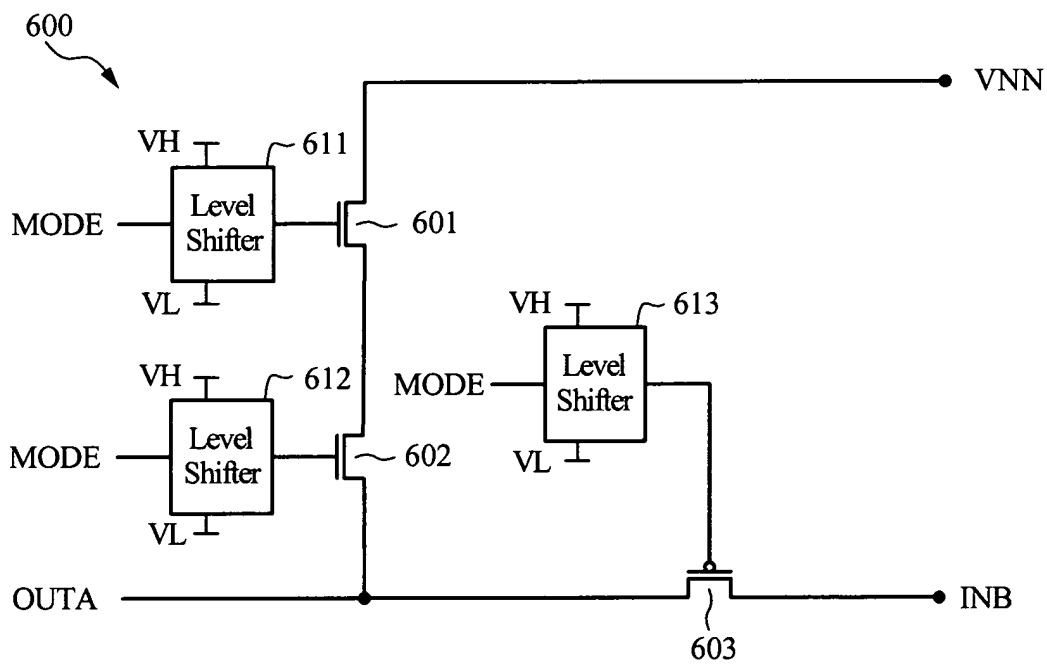 600
VNN
VH
611
MODE
Level
Shifter
601
VL
VH
613
VH
612
MODE
Level
Shifter
MODE
Level
Shifter
602
VL
VL
OUTA
INB
603